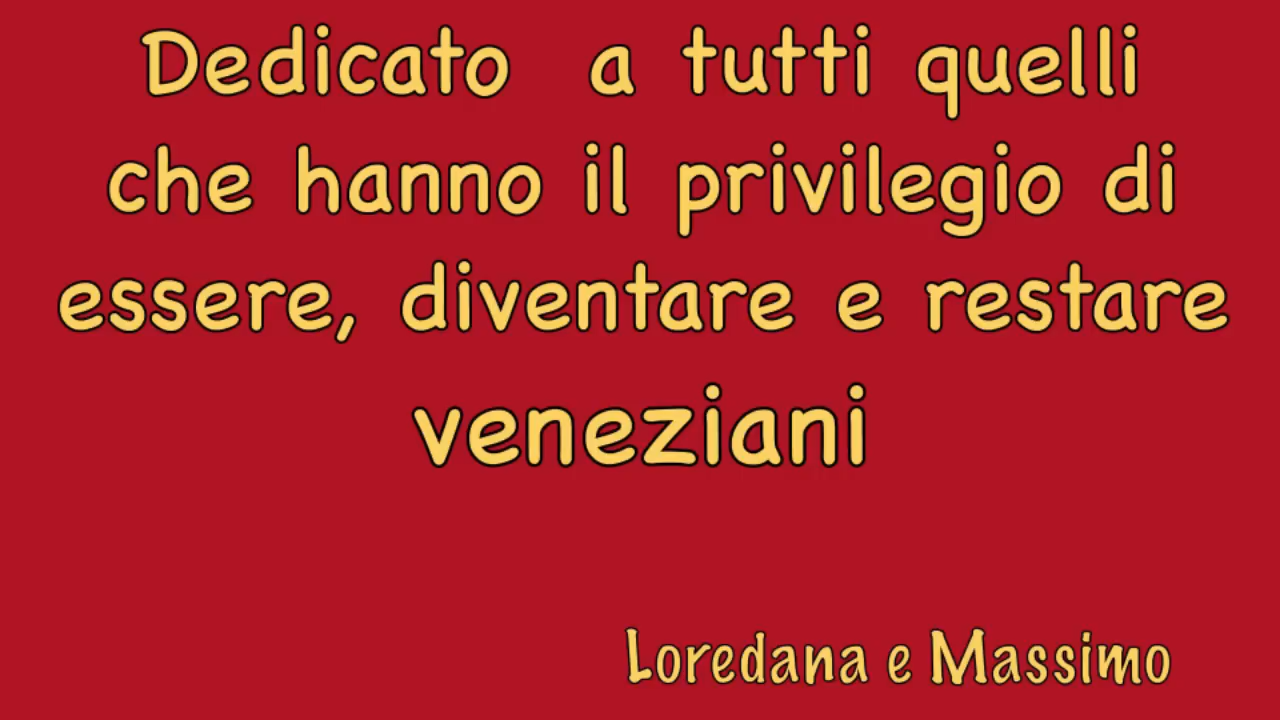 Dedicato a tutti quelli
che hanno il privilegio di
essere, diventare e restare
veneziani
Loredana e Massimo